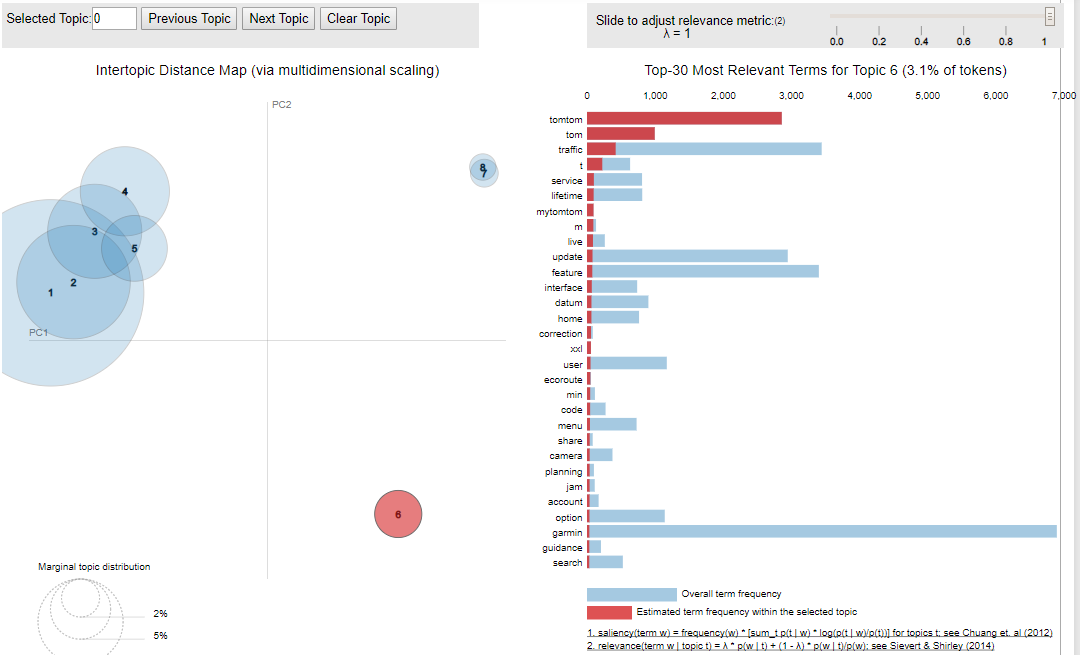 Selected Topic: 0 Previous Topic Next Topic Clear Topic
Slide to adjust relevance metric:(2)
λ = 1
0.0 0.2 0.4 0.6 0.8 1
Intertopic Distance Map (via multidimensional scaling)
PC2
PC1
1
2
3
4
5
6
7
8
Marginal topic distribution
2%
5%
Top-30 Most Relevant Terms for Topic 6 (3.1% of tokens)
0 1,000 2,000 3,000 4,000 5,000 6,000 7,000
tomtom
tom
traffic
t
service
lifetime
mytomtom
m
live
update
feature
interface
datum
home
correction
xxl
user
ecoroute
min
code
menu
share
camera
planning
jam
account
option
garmin
guidance
search
Overall term frequency
Estimated term frequency within the selected topic
1. saliency(term w) = frequency(w) * [sum_t p(t | w) * log(p(t | w)/p(t))] for topics t; see Chuang et. al (2012)
2. relevance(term w | topic t) = λ * p(w | t) + (1 - λ) * p(w | t)/p(w); see Sievert & Shirley (2014)